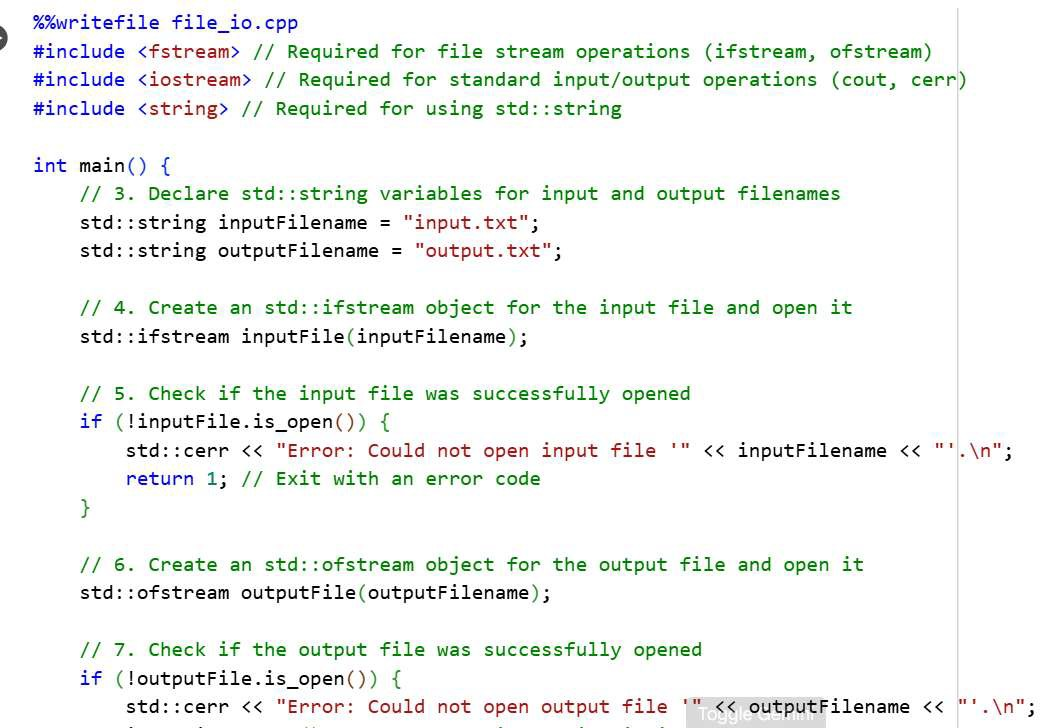 %%writefile file_io.cpp
#include <fstream> // Required for file stream operations (ifstream, ofstream)
#include <iostream> // Required for standard input/output operations (cout, cerr)
#include <string> // Required for using std::string

int main() {
    // 3. Declare std::string variables for input and output filenames
    std::string inputFilename = "input.txt";
    std::string outputFilename = "output.txt";

    // 4. Create an std::ifstream object for the input file and open it
    std::ifstream inputFile(inputFilename);

    // 5. Check if the input file was successfully opened
    if (!inputFile.is_open()) {
        std::cerr << "Error: Could not open input file '" << inputFilename << "'.\n";
        return 1; // Exit with an error code
    }

    // 6. Create an std::ofstream object for the output file and open it
    std::ofstream outputFile(outputFilename);

    // 7. Check if the output file was successfully opened
    if (!outputFile.is_open()) {
        std::cerr << "Error: Could not open output file '" << outputFilename << "'.\n";
Toggle Gemini